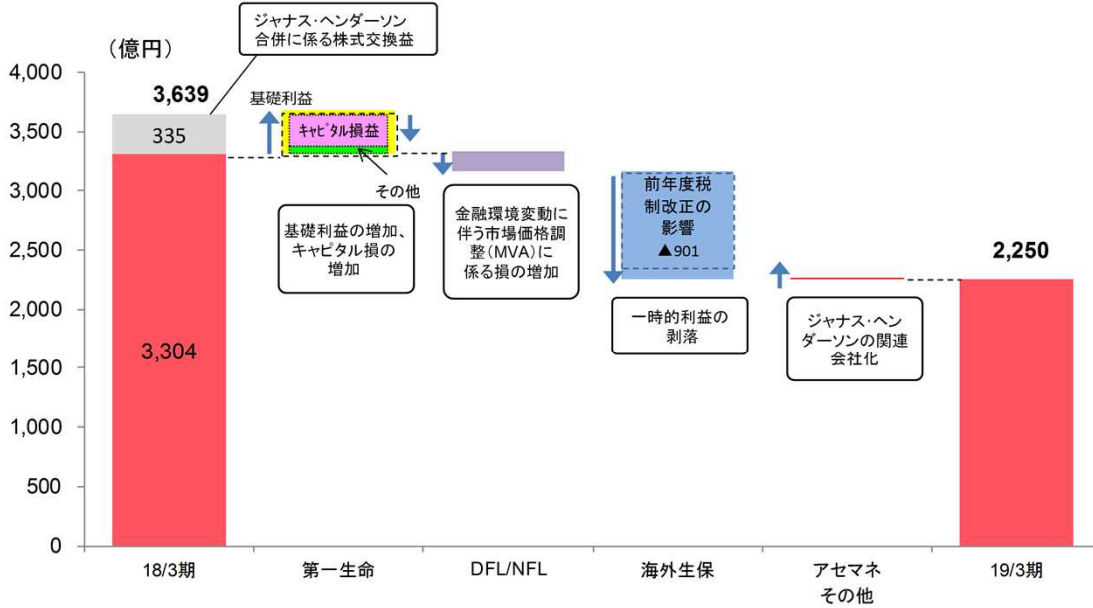 ジャナス・ヘンダーソン
合併に係る株式交換益
（億円）
4,000
3,500
3,000
2,500
2,000
1,500
1,000
500
0
3,639
335
3,304
基礎利益
ｷｬﾋﾟﾀﾙ損益
その他
基礎利益の増加、
キャピタル損の
増加
金融環境変動に
伴う市場価格調
整（MVA）に
係る損の増加
前年度税
制改正の
影響
▲901
一時的利益の
剥落
ジャナス・ヘン
ダーソンの関連
会社化
2,250
18/3期
第一生命
DFL/NFL
海外生保
アセマネ
その他
19/3期